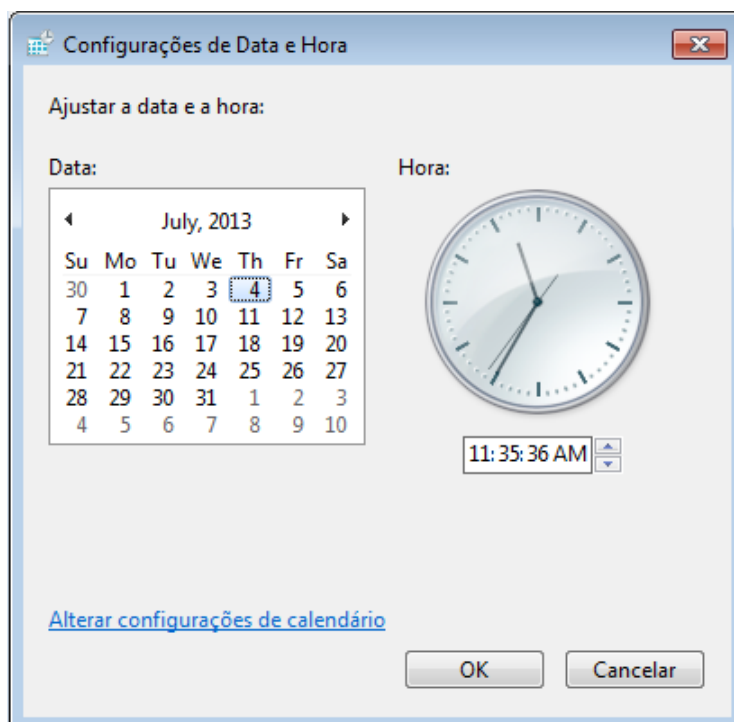 Configurações de Data e Hora
Ajustar a data e a hora:
Data:
Hora:
July, 2013
Su Mo Tu We Th Fr Sa
30 1 2 3 4 5 6
7 8 9 10 11 12 13
14 15 16 17 18 19 20
21 22 23 24 25 26 27
28 29 30 31 1 2 3
4 5 6 7 8 9 10
11:35:36 AM
Alterar configurações de calendário
OK
Cancelar